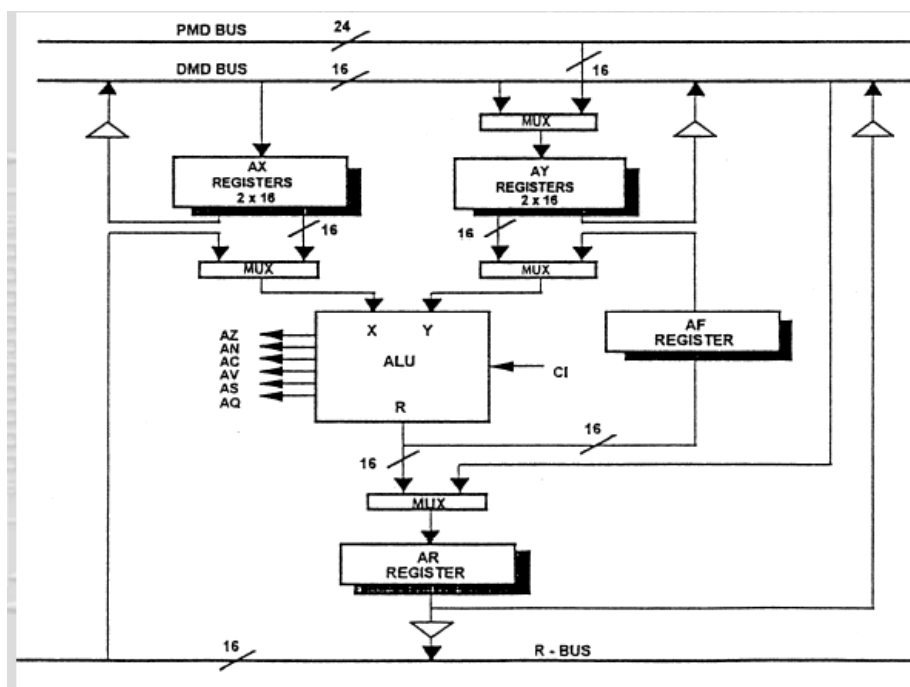 PMD BUS
24
DMD BUS
16
16
MUX
AX
REGISTERS
2 x 16
AY
REGISTERS
2 x 16
16
16
MUX
MUX
X
Y
ALU
R
AF
REGISTER
AZ
AN
AC
AV
AS
AQ
CI
16
16
MUX
AR
REGISTER
16
R - BUS